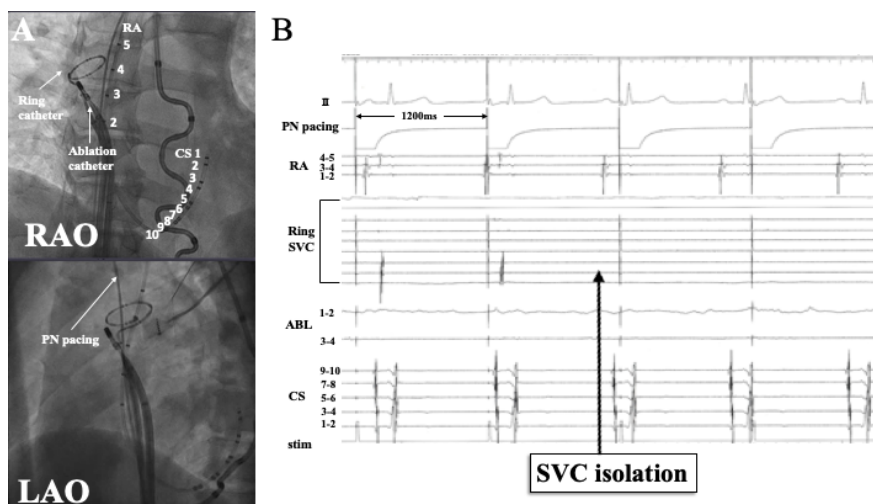 A
RA
5
4
3
2
Ring
catheter
Ablation
catheter
CS 1
2
3
4
5
6
7
8
9
10
RAO
PN pacing
LAO
B
II
1200ms
PN pacing
RA
4-5
3-4
1-2
Ring
SVC
ABL
1-2
3-4
CS
9-10
7-8
5-6
3-4
1-2
stim
SVC isolation